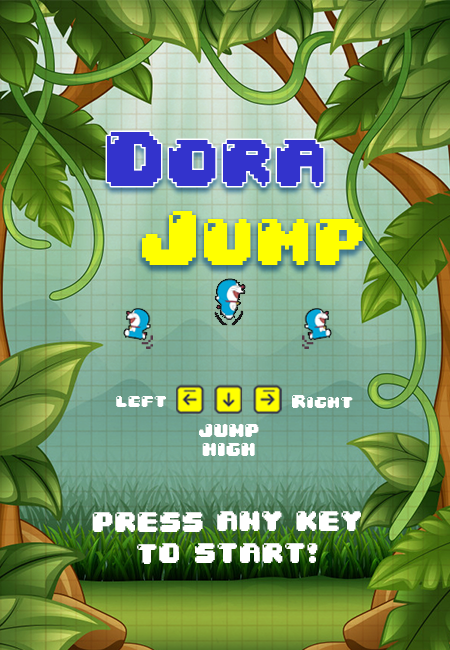 DORA
JUMP
LEFT ← ↓ → RIGHT
JUMP
HIGH
PRESS ANY KEY
TO START!